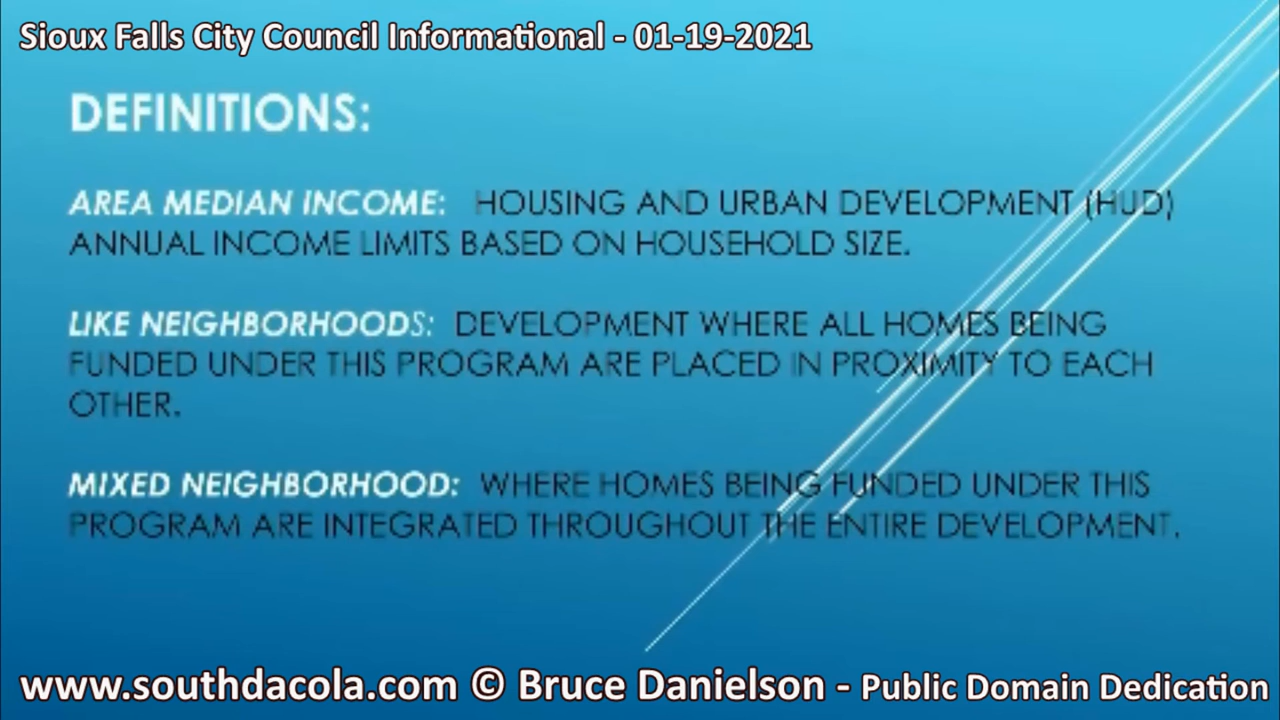 Sioux Falls City Council Informational - 01-19-2021
DEFINITIONS:
AREA MEDIAN INCOME: HOUSING AND URBAN DEVELOPMENT (HUD)
ANNUAL INCOME LIMITS BASED ON HOUSEHOLD SIZE.
LIKE NEIGHBORHOODS: DEVELOPMENT WHERE ALL HOMES BEING
FUNDED UNDER THIS PROGRAM ARE PLACED IN PROXIMITY TO EACH
OTHER.
MIXED NEIGHBORHOOD: WHERE HOMES BEING FUNDED UNDER THIS
PROGRAM ARE INTEGRATED THROUGHOUT THE ENTIRE DEVELOPMENT.
www.southdacola.com © Bruce Danielson - Public Domain Dedication